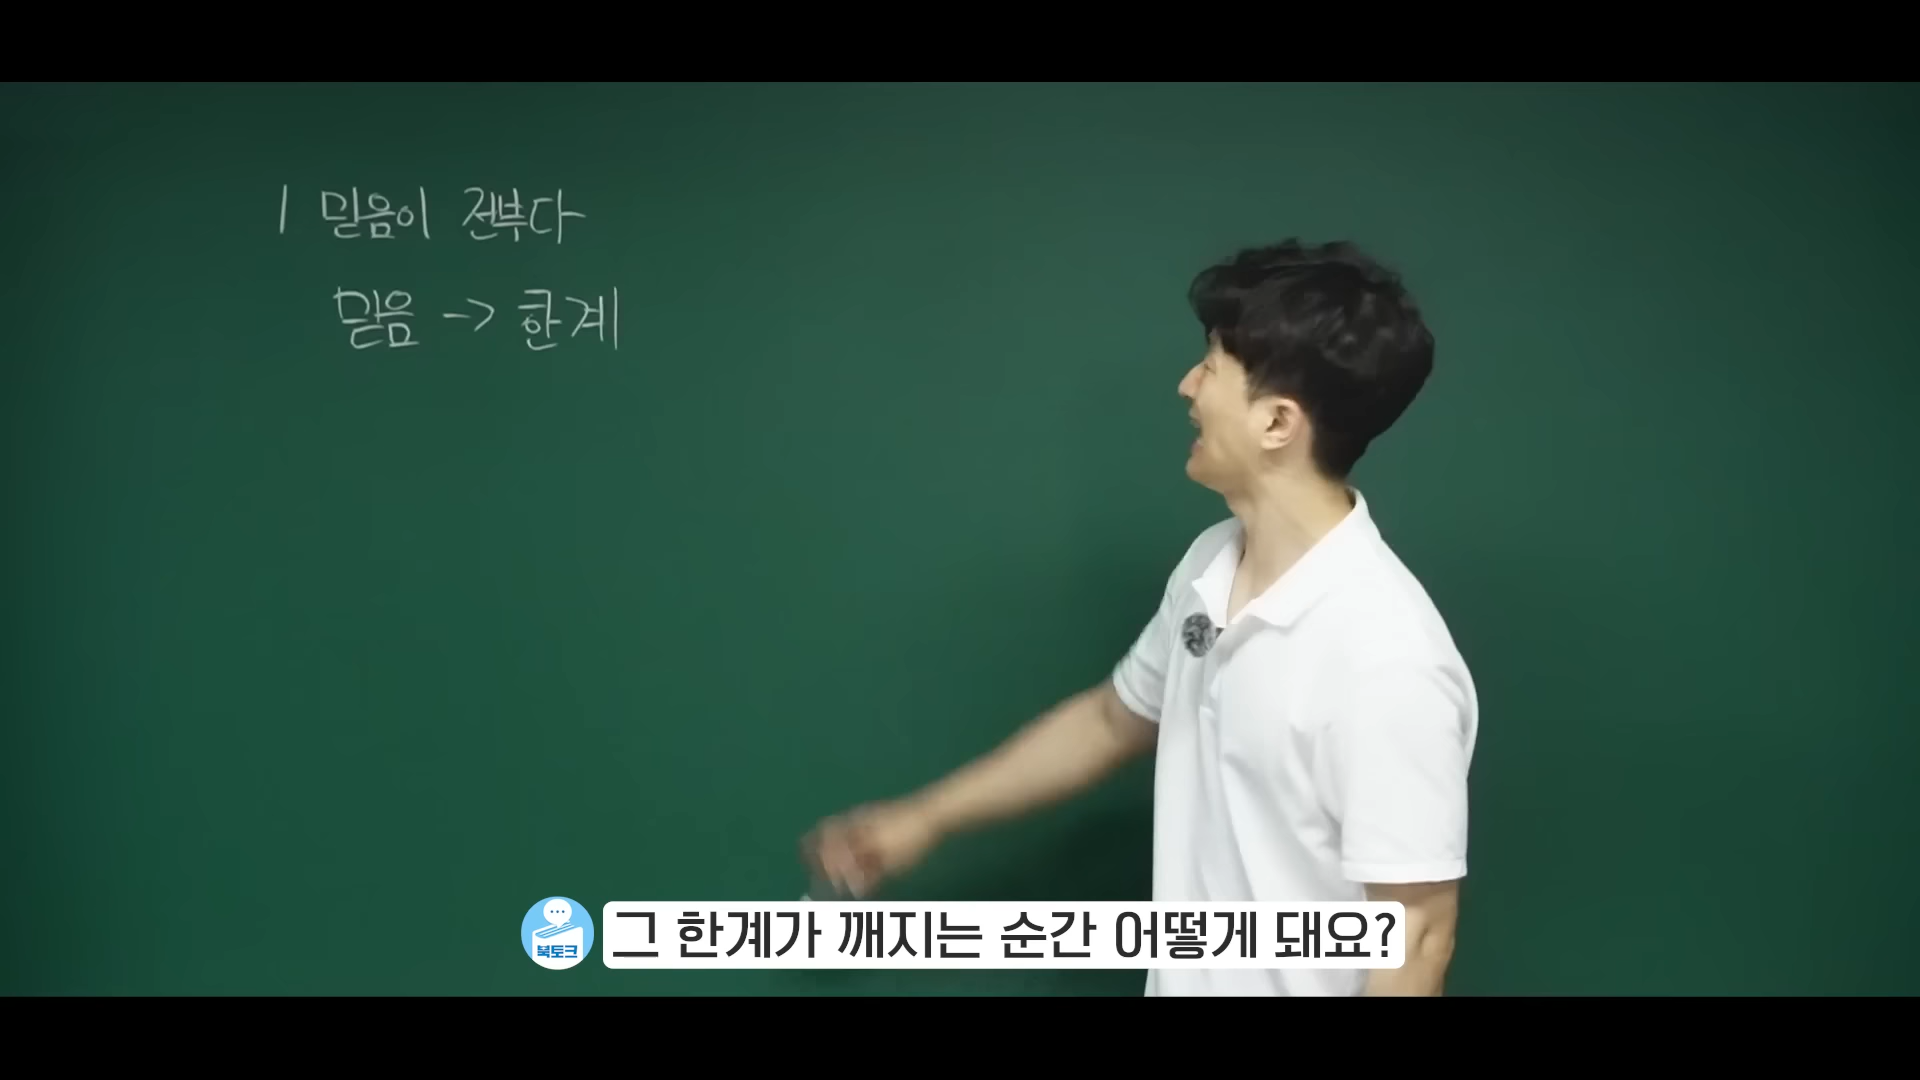 1 믿음이 전부다
믿음 -> 한계
북토크
그 한계가 깨지는 순간 어떻게 돼요?